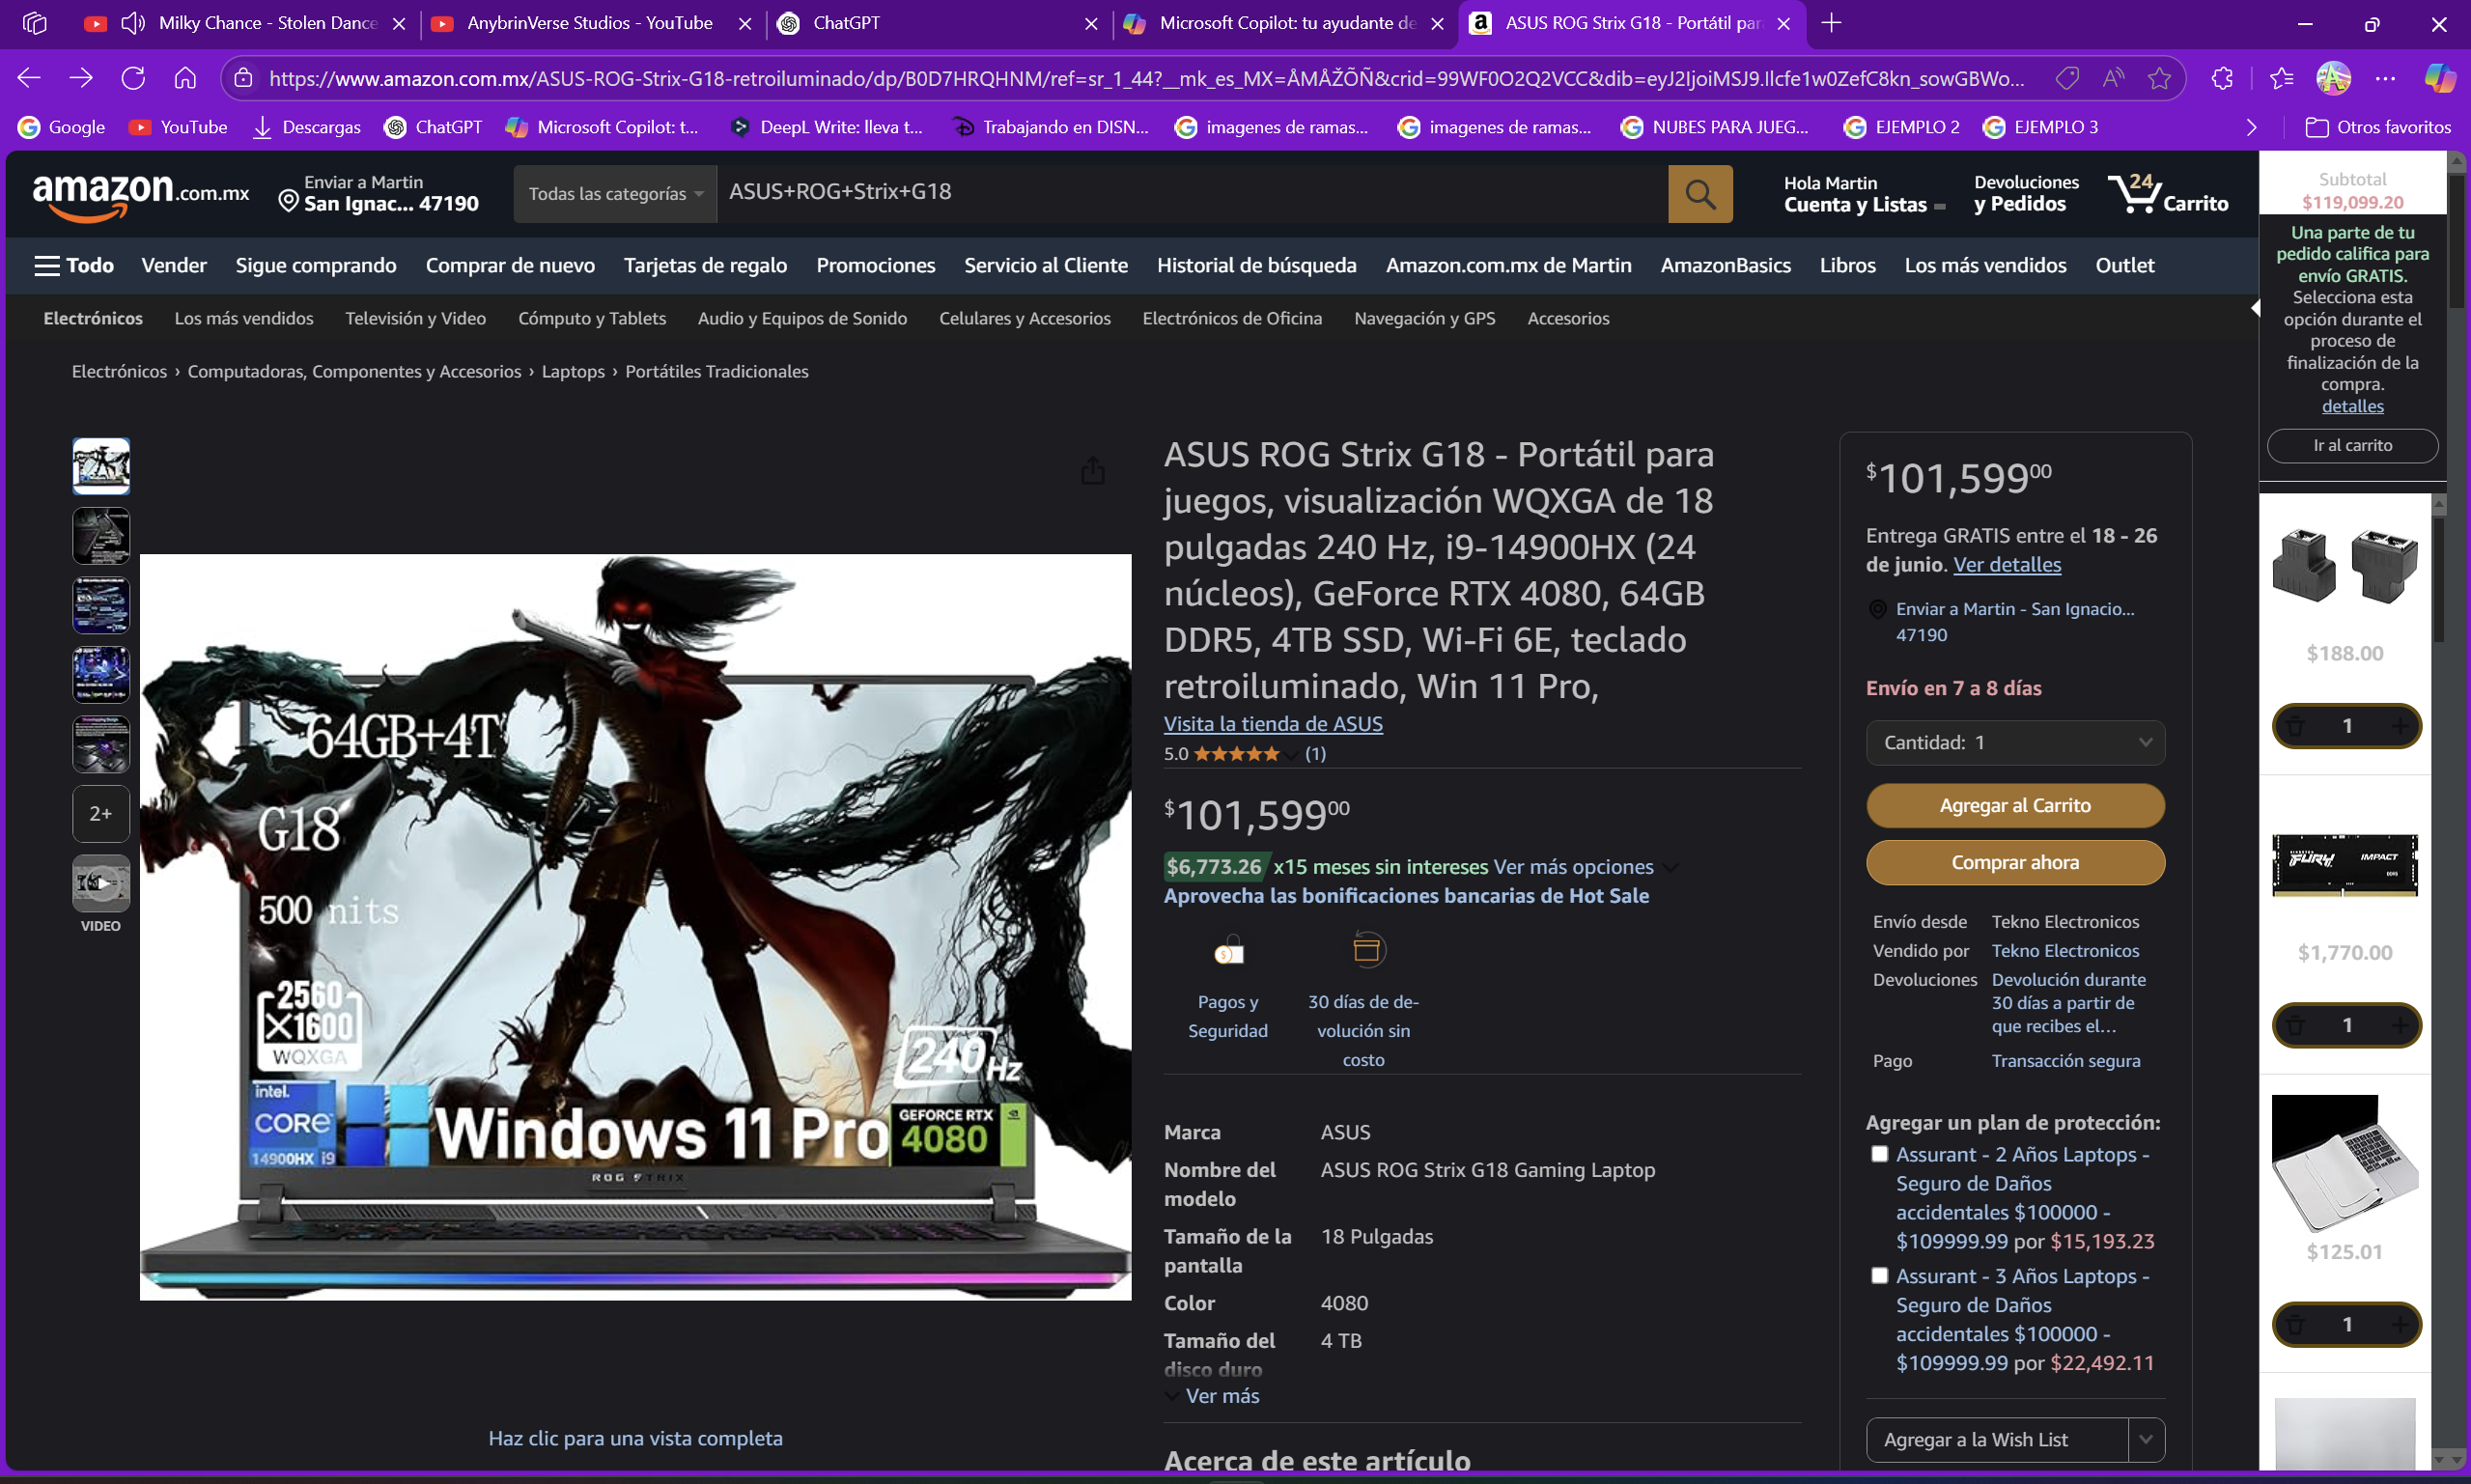 Milky Chance - Stolen Dance
AnybrinVerse Studios - YouTube
ChatGPT
Microsoft Copilot: tu ayudante de
ASUS ROG Strix G18 - Portátil par
https://www.amazon.com.mx/ASUS-ROG-Strix-G18-retroiluminado/dp/B0D7HRQHNM/ref=sr_1_44?__mk_es_MX=ÅMÅŽÕÑ&crid=99WF0O2Q2VCC&dib=eyJ2IjoiMSJ9.Ilcfe1w0ZefC8kn_sowGBWo...
Google
YouTube
Descargas
ChatGPT
Microsoft Copilot: t...
DeepL Write: lleva t...
Trabajando en DISN...
imagenes de ramas...
imagenes de ramas...
NUBES PARA JUEG...
EJEMPLO 2
EJEMPLO 3
Otros favoritos
amazon.com.mx
Enviar a Martin
San Ignac... 47190
Todas las categorías
ASUS+ROG+Strix+G18
Hola Martin
Cuenta y Listas
Devoluciones
y Pedidos
24
Carrito
Todo
Vender
Sigue comprando
Comprar de nuevo
Tarjetas de regalo
Promociones
Servicio al Cliente
Historial de búsqueda
Amazon.com.mx de Martin
AmazonBasics
Libros
Los más vendidos
Outlet
Electrónicos
Los más vendidos
Televisión y Video
Cómputo y Tablets
Audio y Equipos de Sonido
Celulares y Accesorios
Electrónicos de Oficina
Navegación y GPS
Accesorios
Electrónicos › Computadoras, Componentes y Accesorios › Laptops › Portátiles Tradicionales
2+
VIDEO
64GB+4T
G18
500 nits
2560
X1600
WQXGA
240Hz
intel.
CORE
14900HX i9
Windows 11 Pro
GEFORCE RTX
4080
ROG STRIX
Haz clic para una vista completa
ASUS ROG Strix G18 - Portátil para
juegos, visualización WQXGA de 18
pulgadas 240 Hz, i9-14900HX (24
núcleos), GeForce RTX 4080, 64GB
DDR5, 4TB SSD, Wi-Fi 6E, teclado
retroiluminado, Win 11 Pro,
Visita la tienda de ASUS
5.0 (1)
$101,59900
$6,773.26 x15 meses sin intereses Ver más opciones
Aprovecha las bonificaciones bancarias de Hot Sale
Pagos y
Seguridad
30 días de de-
volución sin
costo
Marca ASUS
Nombre del ASUS ROG Strix G18 Gaming Laptop
modelo
Tamaño de la 18 Pulgadas
pantalla
Color 4080
Tamaño del 4 TB
disco duro
Ver más
Acerca de este artículo
$101,59900
Entrega GRATIS entre el 18 - 26
de junio. Ver detalles
Enviar a Martin - San Ignacio...
47190
Envío en 7 a 8 días
Cantidad: 1
Agregar al Carrito
Comprar ahora
Envío desde Tekno Electronicos
Vendido por Tekno Electronicos
Devoluciones Devolución durante
30 días a partir de
que recibes el...
Pago Transacción segura
Agregar un plan de protección:
Assurant - 2 Años Laptops -
Seguro de Daños
accidentales $100000 -
$109999.99 por $15,193.23
Assurant - 3 Años Laptops -
Seguro de Daños
accidentales $100000 -
$109999.99 por $22,492.11
Agregar a la Wish List
Subtotal
$119,099.20
Una parte de tu
pedido califica para
envío GRATIS.
Selecciona esta
opción durante el
proceso de
finalización de la
compra.
detalles
Ir al carrito
$188.00
1
FURY IMPACT
$1,770.00
1
$125.01
1